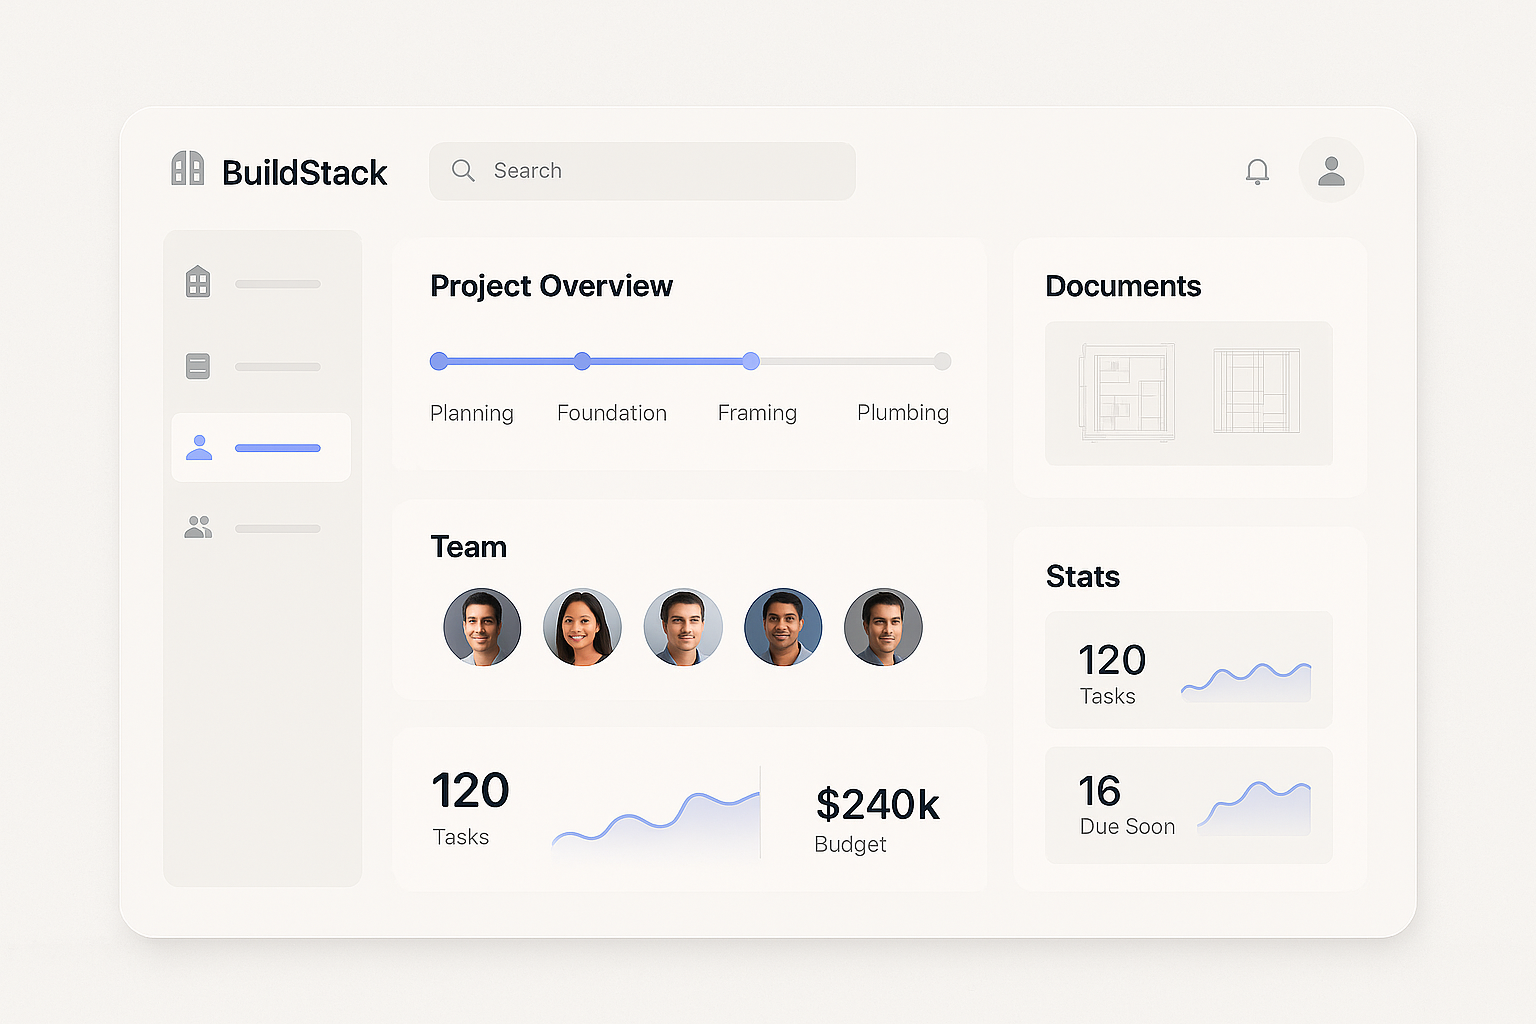 BuildStack
Search
Project Overview
Planning Foundation Framing Plumbing
Documents
Team
Stats
120
Tasks
16
Due Soon
120
Tasks
$240k
Budget